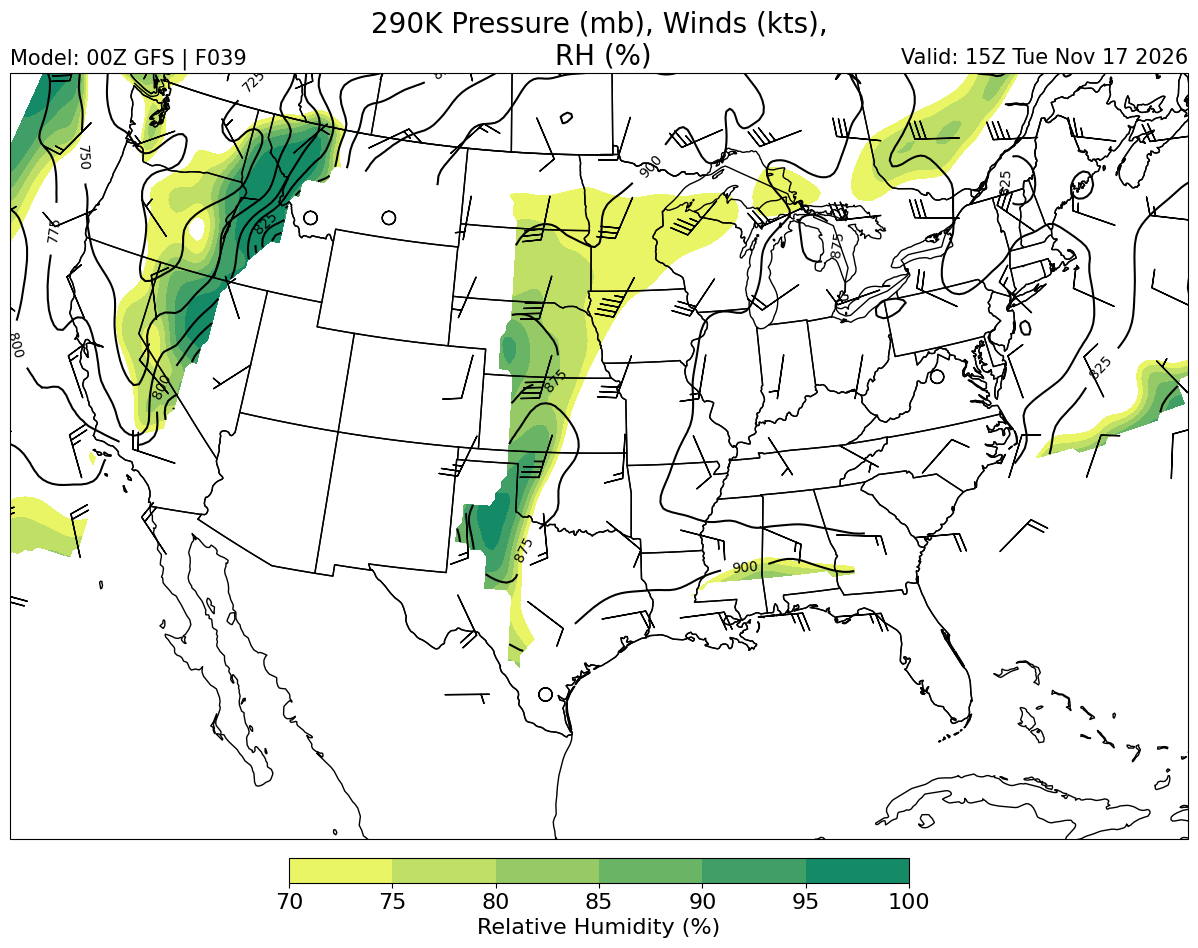 290K Pressure (mb), Winds (kts),
RH (%)
Model: 00Z GFS | F039
Valid: 15Z Tue Nov 17 2026
725
750
900
825
775
825
875
800
875
825
800
875
900
70 75 80 85 90 95 100
Relative Humidity (%)